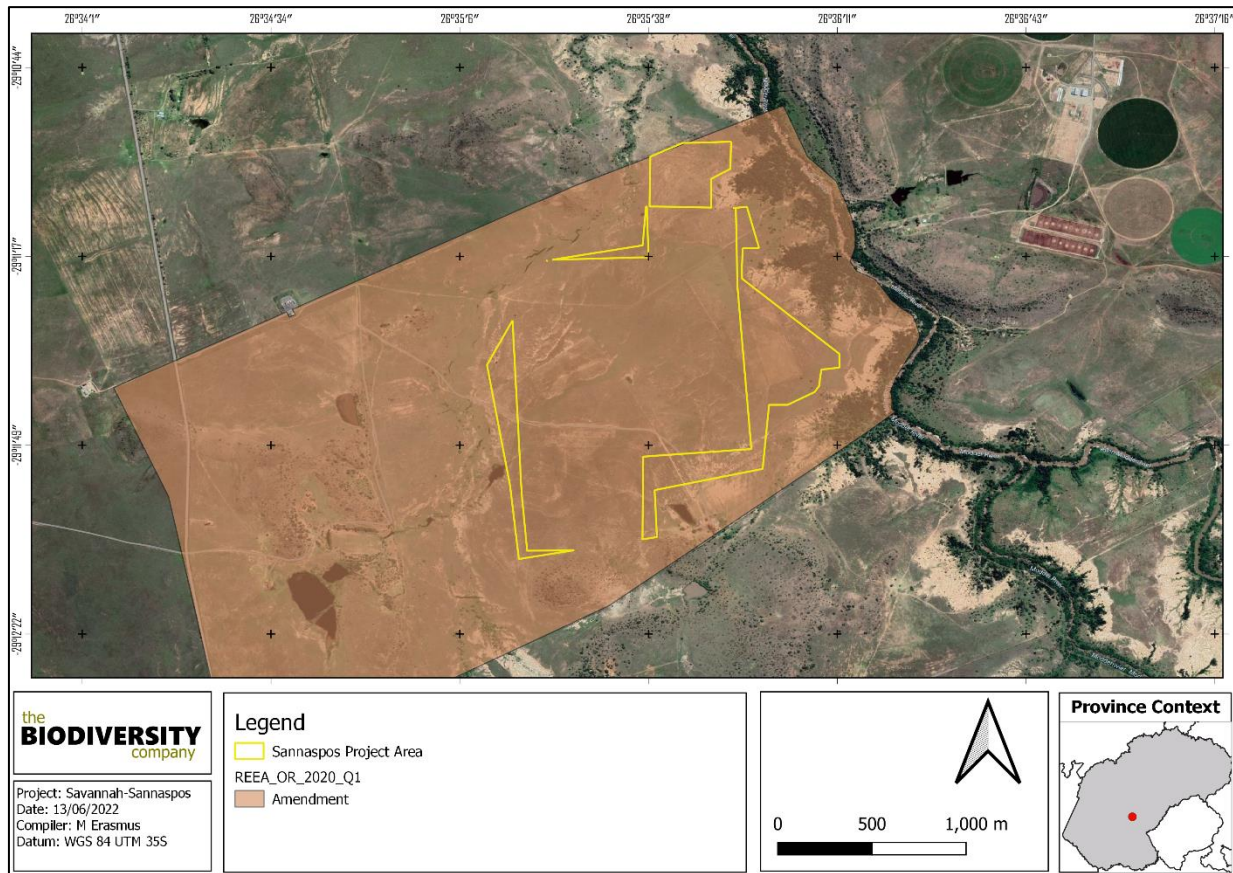 26°34'1" 26°34'34" 26°35'6" 26°35'38" 26°36'11" 26°36'43" 26°37'16"
-29°10'44"
-29°11'17"
-29°11'49"
-29°12'22"
the
BIODIVERSITY
company
Project: Savannah-Sannaspos
Date: 13/06/2022
Compiler: M Erasmus
Datum: WGS 84 UTM 35S
Legend
Sannaspos Project Area
REEA_OR_2020_Q1
Amendment
0 500 1,000 m
Province Context